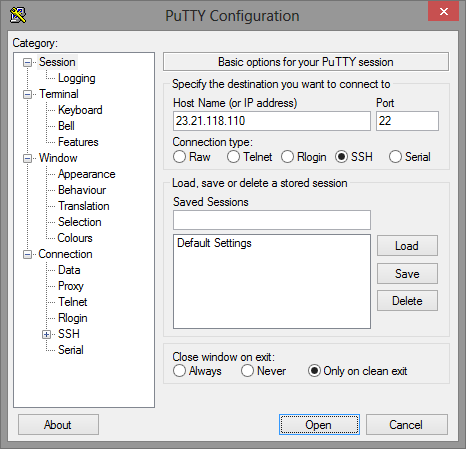 PuTTY Configuration
Category:
Session
Logging
Terminal
Keyboard
Bell
Features
Window
Appearance
Behaviour
Translation
Selection
Colours
Connection
Data
Proxy
Telnet
Rlogin
SSH
Serial
Basic options for your PuTTY session
Specify the destination you want to connect to
Host Name (or IP address) Port
23.21.118.110 22
Connection type:
Raw Telnet Rlogin SSH Serial
Load, save or delete a stored session
Saved Sessions
Default Settings
Load
Save
Delete
Close window on exit:
Always Never Only on clean exit
About Open Cancel